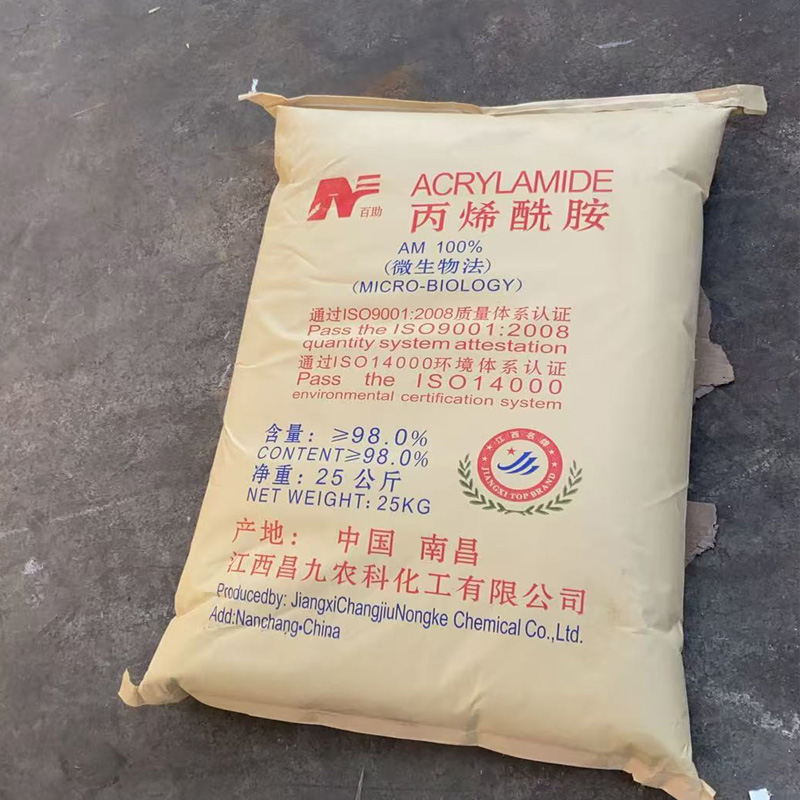 ACRYLAMIDE
百助
丙烯酰胺
AM 100%
(微生物法)
(MICRO-BIOLOGY)
通过ISO9001:2008质量体系认证
Pass the ISO9001:2008
quantity system attestation
通过ISO14000环境体系认证
Pass the ISO14000
environmental certification system
含量: ≥98.0%
CONTENT≥98.0%
净重: 25公斤
NET WEIGHT: 25KG
江西名牌
JIANGXI TOP BRAND
产地: 中国 南昌
江西昌九农科化工有限公司
Producedby: JiangxiChangjiuNongke Chemical Co.,Ltd.
Add:Nanchang•China